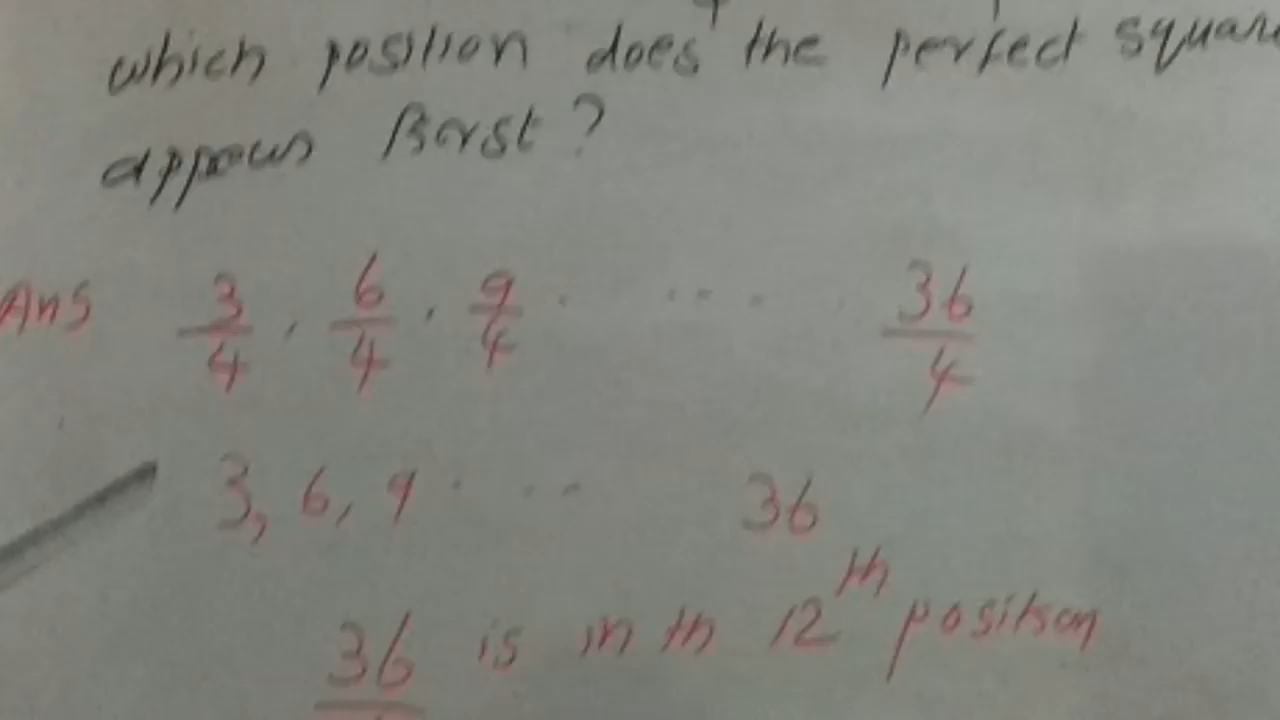 which position does the perfect square
appears first?
Ans 3/4, 6/4, 9/4 ..... 36/4
3, 6, 9 .... 36
36 is in th 12th position